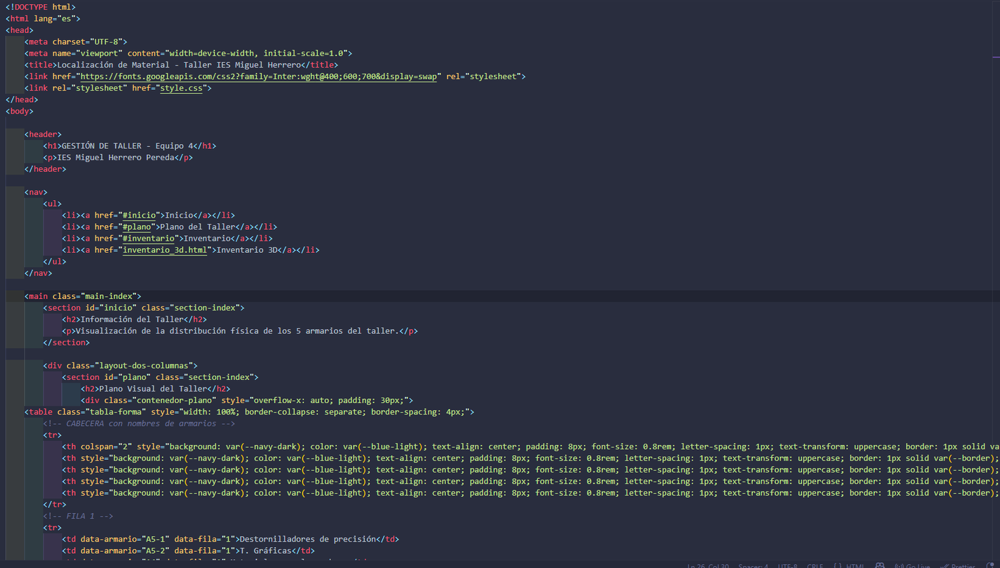 <!DOCTYPE html>
<html lang="es">
<head>
<meta charset="UTF-8">
<meta name="viewport" content="width=device-width, initial-scale=1.0">
<title>Localización de Material - Taller IES Miguel Herrero</title>
<link href="https://fonts.googleapis.com/css2?family=Inter:wght@400;600;700&display=swap" rel="stylesheet">
<link rel="stylesheet" href="style.css">
</head>
<body>
<header>
<h1>GESTIÓN DE TALLER - Equipo 4</h1>
<p>IES Miguel Herrero Pereda</p>
</header>
<nav>
<ul>
<li><a href="#inicio">Inicio</a></li>
<li><a href="#plano">Plano del Taller</a></li>
<li><a href="#inventario">Inventario</a></li>
<li><a href="inventario_3d.html">Inventario 3D</a></li>
</ul>
</nav>
<main class="main-index">
<section id="inicio" class="section-index">
<h2>Información del Taller</h2>
<p>Visualización de la distribución física de los 5 armarios del taller.</p>
</section>
<div class="layout-dos-columnas">
<section id="plano" class="section-index">
<h2>Plano Visual del Taller</h2>
<div class="contenedor-plano" style="overflow-x: auto; padding: 30px;">
<table class="tabla-forma" style="width: 100%; border-collapse: separate; border-spacing: 4px;">
<!-- CABECERA con nombres de armarios -->
<tr>
<th colspan="2" style="background: var(--navy-dark); color: var(--blue-light); text-align: center; padding: 8px; font-size: 0.8rem; letter-spacing: 1px; text-transform: uppercase; border: 1px solid va
<th style="background: var(--navy-dark); color: var(--blue-light); text-align: center; padding: 8px; font-size: 0.8rem; letter-spacing: 1px; text-transform: uppercase; border: 1px solid var(--border);
<th style="background: var(--navy-dark); color: var(--blue-light); text-align: center; padding: 8px; font-size: 0.8rem; letter-spacing: 1px; text-transform: uppercase; border: 1px solid var(--border);
<th style="background: var(--navy-dark); color: var(--blue-light); text-align: center; padding: 8px; font-size: 0.8rem; letter-spacing: 1px; text-transform: uppercase; border: 1px solid var(--border);
<th style="background: var(--navy-dark); color: var(--blue-light); text-align: center; padding: 8px; font-size: 0.8rem; letter-spacing: 1px; text-transform: uppercase; border: 1px solid var(--border);
</tr>
<!-- FILA 1 -->
<tr>
<td data-armario="A5-1" data-fila="1">Destornilladores de precisión</td>
<td data-armario="A5-2" data-fila="1">T. Gráficas</td>
Ln 26, Col 30 Spaces: 4 UTF-8 CRLF { } HTML Go Live Prettier